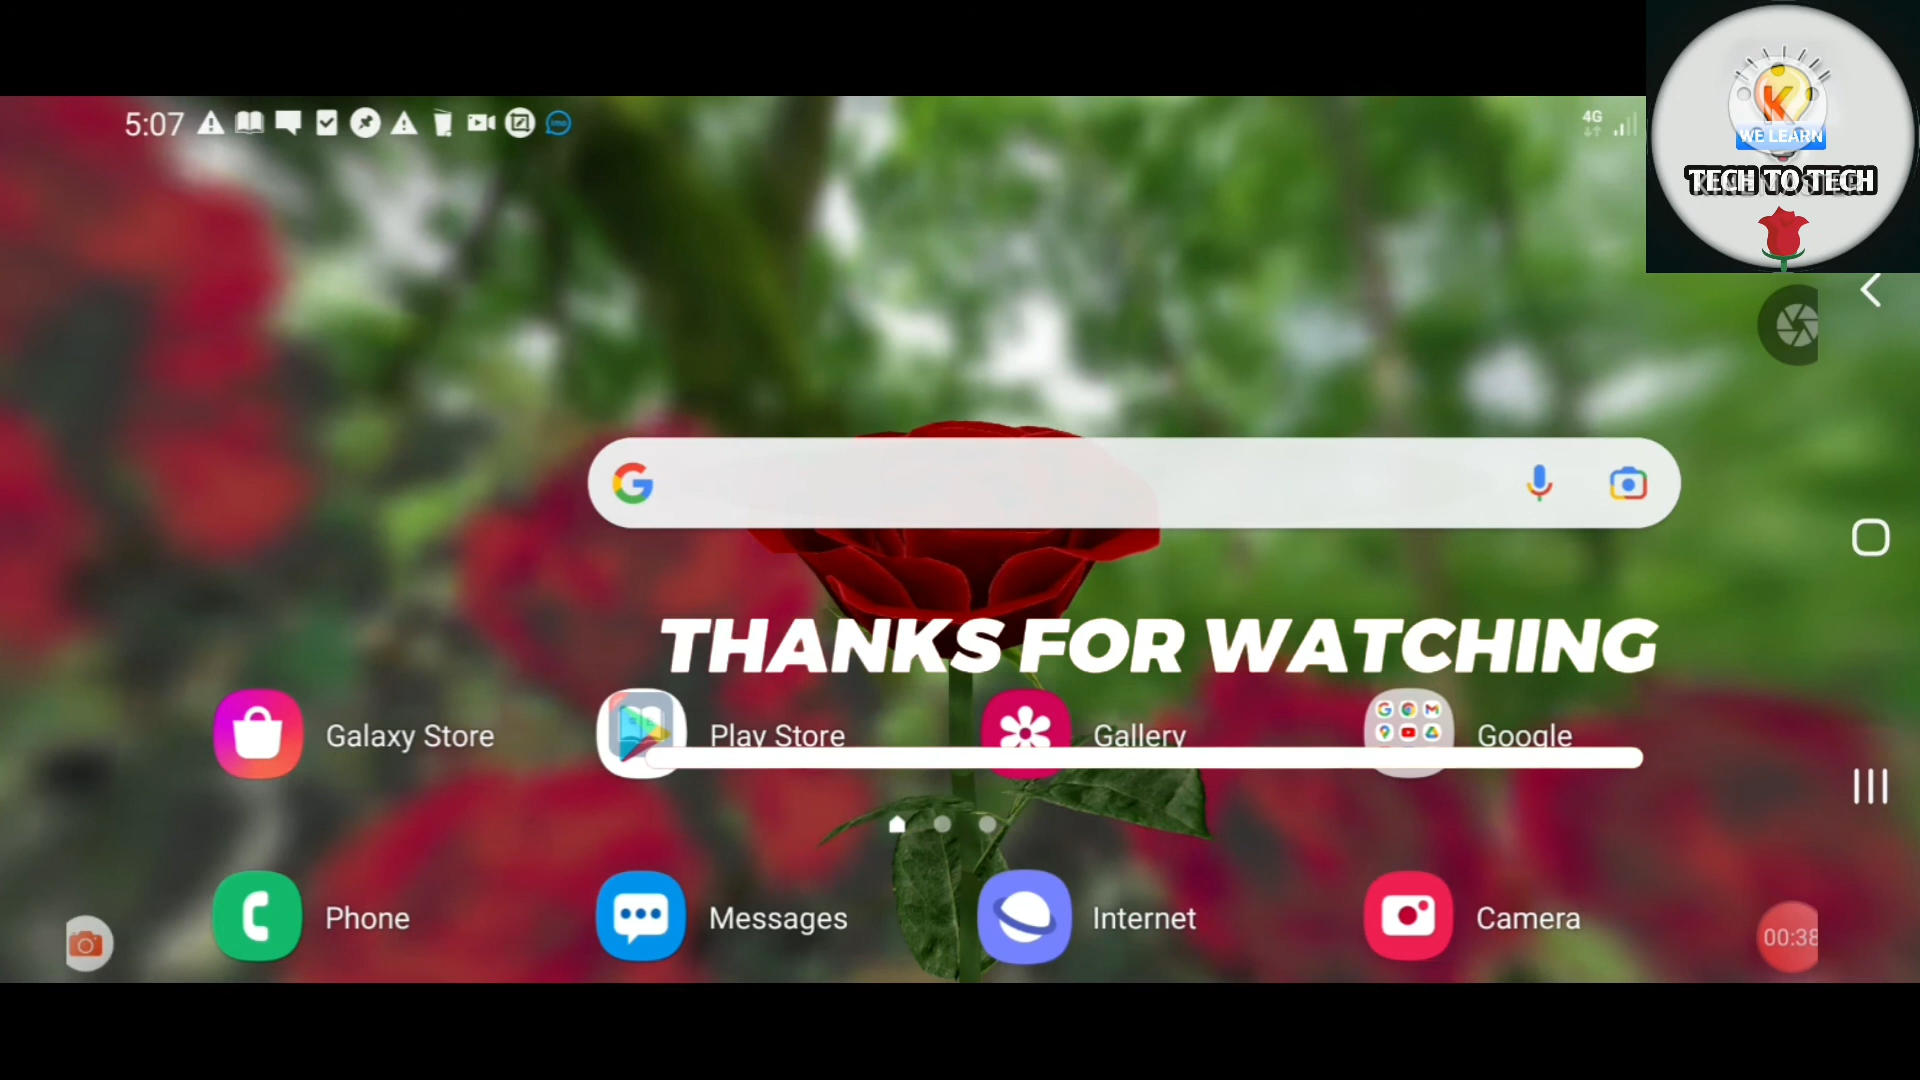 5:07
4G
WE LEARN
TECH TO TECH
THANKS FOR WATCHING
Galaxy Store
Play Store
Gallery
Google
Phone
Messages
Internet
Camera
00:38